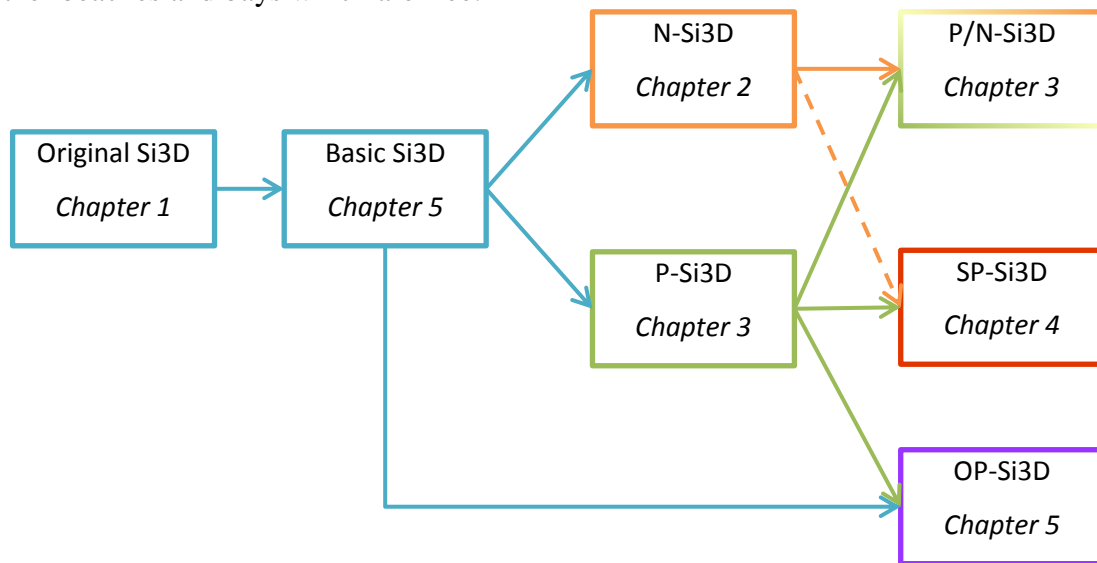 N-Si3D
Chapter 2
P/N-Si3D
Chapter 3
Original Si3D
Chapter 1
Basic Si3D
Chapter 5
P-Si3D
Chapter 3
SP-Si3D
Chapter 4
OP-Si3D
Chapter 5